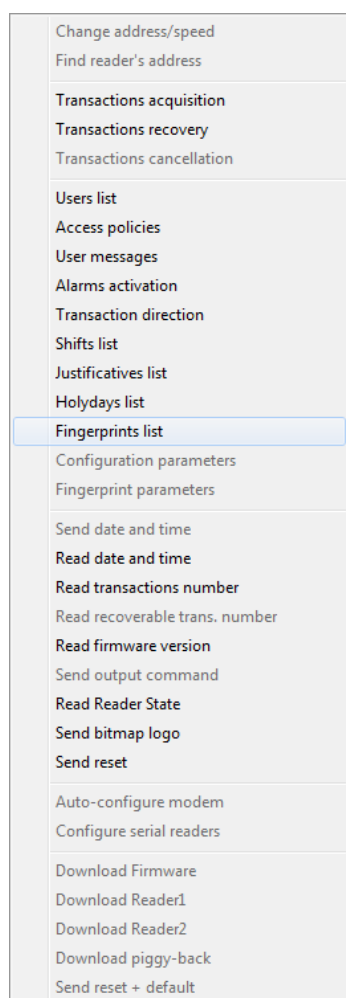 Change address/speed
Find reader's address
Transactions acquisition
Transactions recovery
Transactions cancellation
Users list
Access policies
User messages
Alarms activation
Transaction direction
Shifts list
Justificatives list
Holydays list
Fingerprints list
Configuration parameters
Fingerprint parameters
Send date and time
Read date and time
Read transactions number
Read recoverable trans. number
Read firmware version
Send output command
Read Reader State
Send bitmap logo
Send reset
Auto-configure modem
Configure serial readers
Download Firmware
Download Reader1
Download Reader2
Download piggy-back
Send reset + default